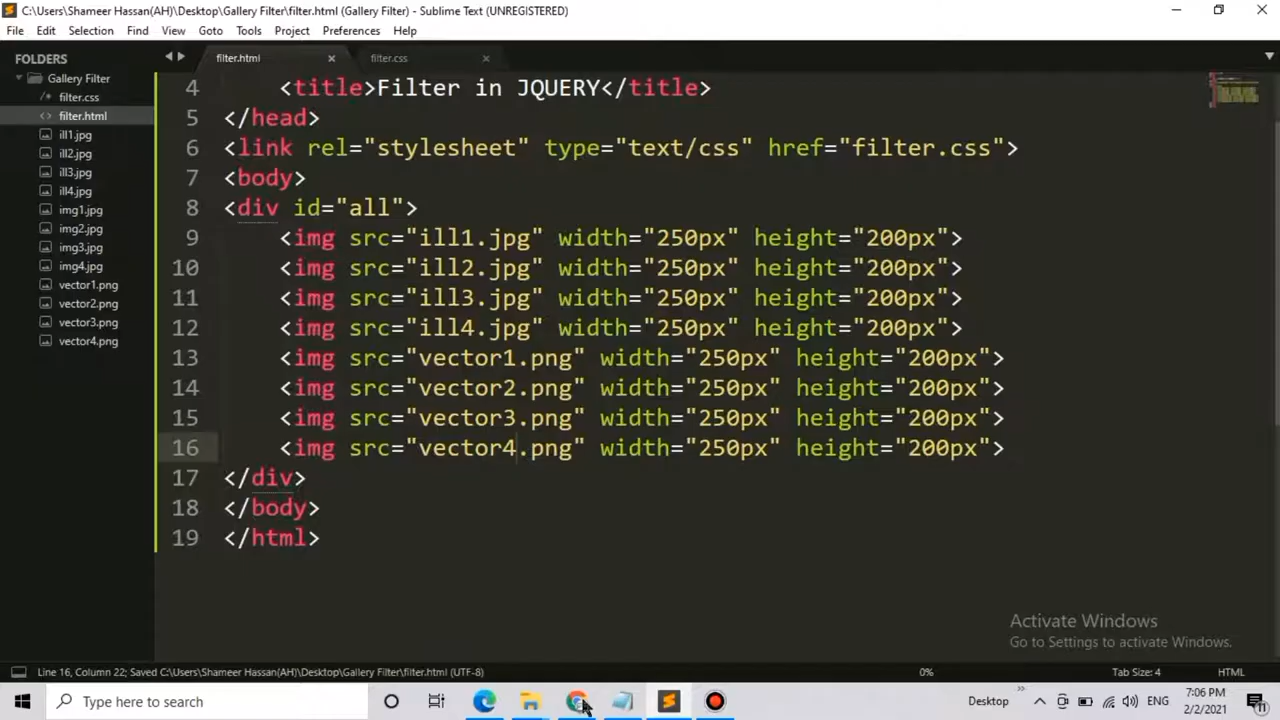 C:\Users\Shameer Hassan(AH)\Desktop\Gallery Filter\filter.html (Gallery Filter) - Sublime Text (UNREGISTERED)
File Edit Selection Find View Goto Tools Project Preferences Help
FOLDERS
Gallery Filter
filter.css
filter.html
ill1.jpg
ill2.jpg
ill3.jpg
ill4.jpg
img1.jpg
img2.jpg
img3.jpg
img4.jpg
vector1.png
vector2.png
vector3.png
vector4.png
filter.html filter.css
4 <title>Filter in JQUERY</title>
5 </head>
6 <link rel="stylesheet" type="text/css" href="filter.css">
7 <body>
8 <div id="all">
9 <img src="ill1.jpg" width="250px" height="200px">
10 <img src="ill2.jpg" width="250px" height="200px">
11 <img src="ill3.jpg" width="250px" height="200px">
12 <img src="ill4.jpg" width="250px" height="200px">
13 <img src="vector1.png" width="250px" height="200px">
14 <img src="vector2.png" width="250px" height="200px">
15 <img src="vector3.png" width="250px" height="200px">
16 <img src="vector4.png" width="250px" height="200px">
17 </div>
18 </body>
19 </html>
Activate Windows
Go to Settings to activate Windows.
Line 16, Column 22; Saved C:\Users\Shameer Hassan(AH)\Desktop\Gallery Filter\filter.html (UTF-8) 0% Tab Size: 4 HTML
Type here to search Desktop ENG 7:06 PM
2/2/2021